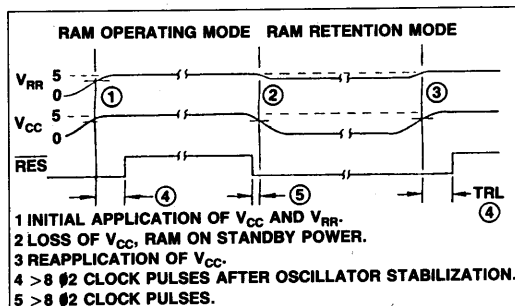 RAM OPERATING MODE RAM RETENTION MODE
VRR 5
0
① ② ③
VCC 5
0
RES
④ ⑤ TRL
④
1 INITIAL APPLICATION OF VCC AND VRR.
2 LOSS OF VCC, RAM ON STANDBY POWER.
3 REAPPLICATION OF VCC.
4 >8 ø2 CLOCK PULSES AFTER OSCILLATOR STABILIZATION.
5 >8 ø2 CLOCK PULSES.